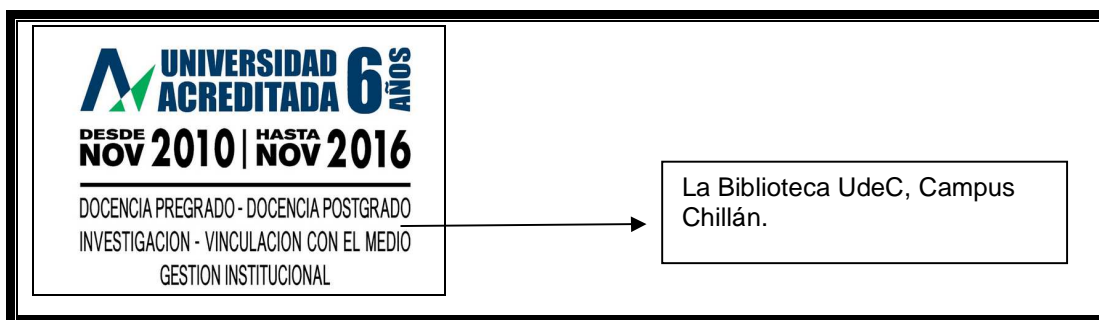 UNIVERSIDAD
ACREDITADA 6 AÑOS
DESDE NOV 2010 | HASTA NOV 2016
DOCENCIA PREGRADO - DOCENCIA POSTGRADO
INVESTIGACION - VINCULACION CON EL MEDIO
GESTION INSTITUCIONAL
La Biblioteca UdeC, Campus
Chillán.